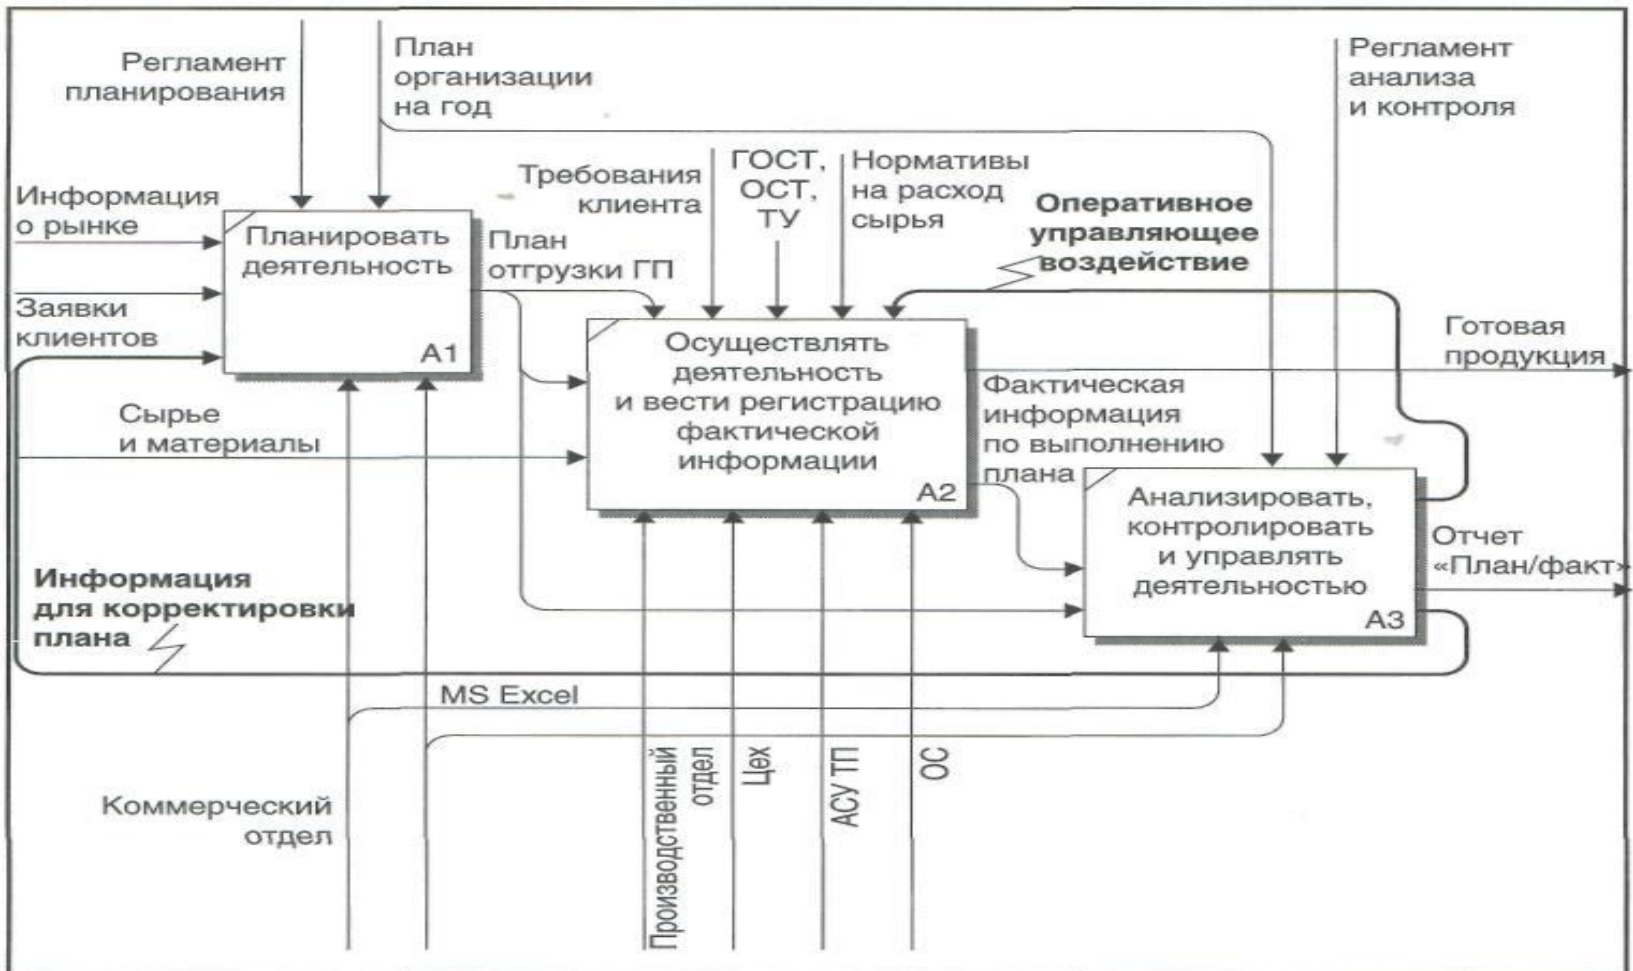 Регламент
планирования
План
организации
на год
Регламент
анализа
и контроля
Информация
о рынке
Требования
клиента
ГОСТ,
ОСТ,
ТУ
Нормативы
на расход
сырья
Оперативное
управляющее
воздействие
Планировать
деятельность
А1
План
отгрузки ГП
Заявки
клиентов
Осуществлять
деятельность
и вести регистрацию
фактической
информации
А2
Готовая
продукция
Фактическая
информация
по выполнению
плана
Сырье
и материалы
Анализировать,
контролировать
и управлять
деятельностью
А3
Отчет
«План/факт»
Информация
для корректировки
плана
MS Excel
Коммерческий
отдел
Производственный
отдел
Цех
АСУ ТП
ОС